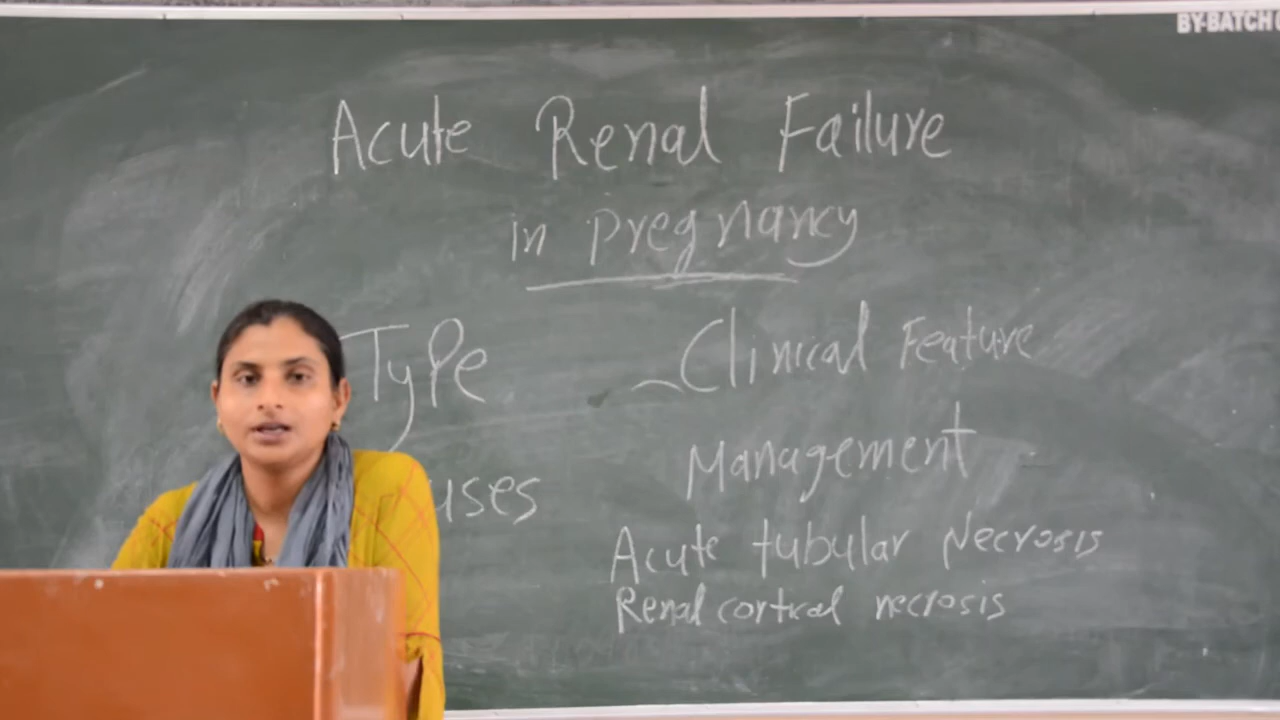 BY-BATCH
Acute Renal Failure
in pregnancy
Type
uses
Clinical Feature
Management
Acute tubular Necrosis
Renal cortical necrosis